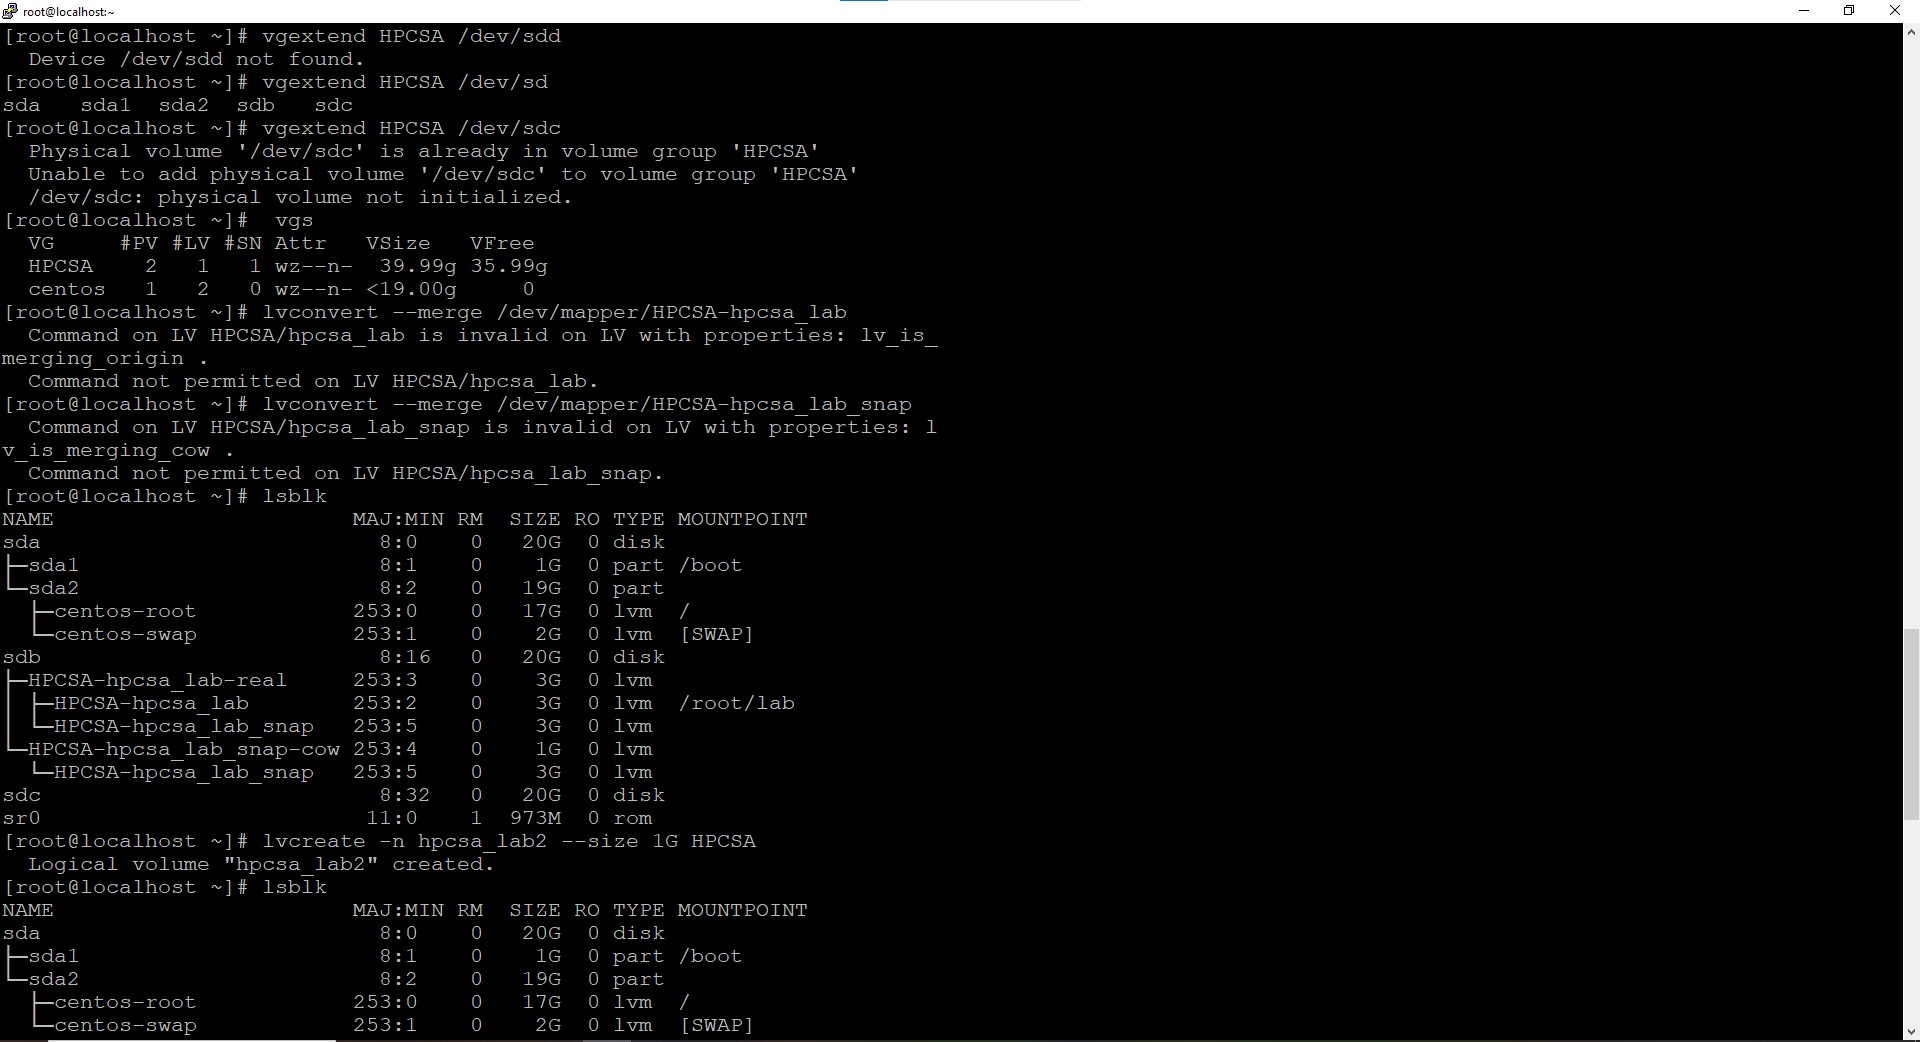 root@localhost:~
[root@localhost ~]# vgextend HPCSA /dev/sdd
  Device /dev/sdd not found.
[root@localhost ~]# vgextend HPCSA /dev/sd
sda   sda1  sda2  sdb   sdc
[root@localhost ~]# vgextend HPCSA /dev/sdc
  Physical volume '/dev/sdc' is already in volume group 'HPCSA'
  Unable to add physical volume '/dev/sdc' to volume group 'HPCSA'
  /dev/sdc: physical volume not initialized.
[root@localhost ~]#  vgs
  VG     #PV #LV #SN Attr   VSize   VFree
  HPCSA    2   1   1 wz--n-  39.99g 35.99g
  centos   1   2   0 wz--n- <19.00g     0
[root@localhost ~]# lvconvert --merge /dev/mapper/HPCSA-hpcsa_lab
  Command on LV HPCSA/hpcsa_lab is invalid on LV with properties: lv_is_
merging_origin .
  Command not permitted on LV HPCSA/hpcsa_lab.
[root@localhost ~]# lvconvert --merge /dev/mapper/HPCSA-hpcsa_lab_snap
  Command on LV HPCSA/hpcsa_lab_snap is invalid on LV with properties: l
v_is_merging_cow .
  Command not permitted on LV HPCSA/hpcsa_lab_snap.
[root@localhost ~]# lsblk
NAME                       MAJ:MIN RM  SIZE RO TYPE MOUNTPOINT
sda                          8:0    0   20G  0 disk
├─sda1                       8:1    0    1G  0 part /boot
└─sda2                       8:2    0   19G  0 part
  ├─centos-root            253:0    0   17G  0 lvm  /
  └─centos-swap            253:1    0    2G  0 lvm  [SWAP]
sdb                          8:16   0   20G  0 disk
├─HPCSA-hpcsa_lab-real     253:3    0    3G  0 lvm
│ ├─HPCSA-hpcsa_lab        253:2    0    3G  0 lvm  /root/lab
│ └─HPCSA-hpcsa_lab_snap   253:5    0    3G  0 lvm
└─HPCSA-hpcsa_lab_snap-cow 253:4    0    1G  0 lvm
  └─HPCSA-hpcsa_lab_snap   253:5    0    3G  0 lvm
sdc                          8:32   0   20G  0 disk
sr0                         11:0    1  973M  0 rom
[root@localhost ~]# lvcreate -n hpcsa_lab2 --size 1G HPCSA
  Logical volume "hpcsa_lab2" created.
[root@localhost ~]# lsblk
NAME                       MAJ:MIN RM  SIZE RO TYPE MOUNTPOINT
sda                          8:0    0   20G  0 disk
├─sda1                       8:1    0    1G  0 part /boot
└─sda2                       8:2    0   19G  0 part
  ├─centos-root            253:0    0   17G  0 lvm  /
  └─centos-swap            253:1    0    2G  0 lvm  [SWAP]